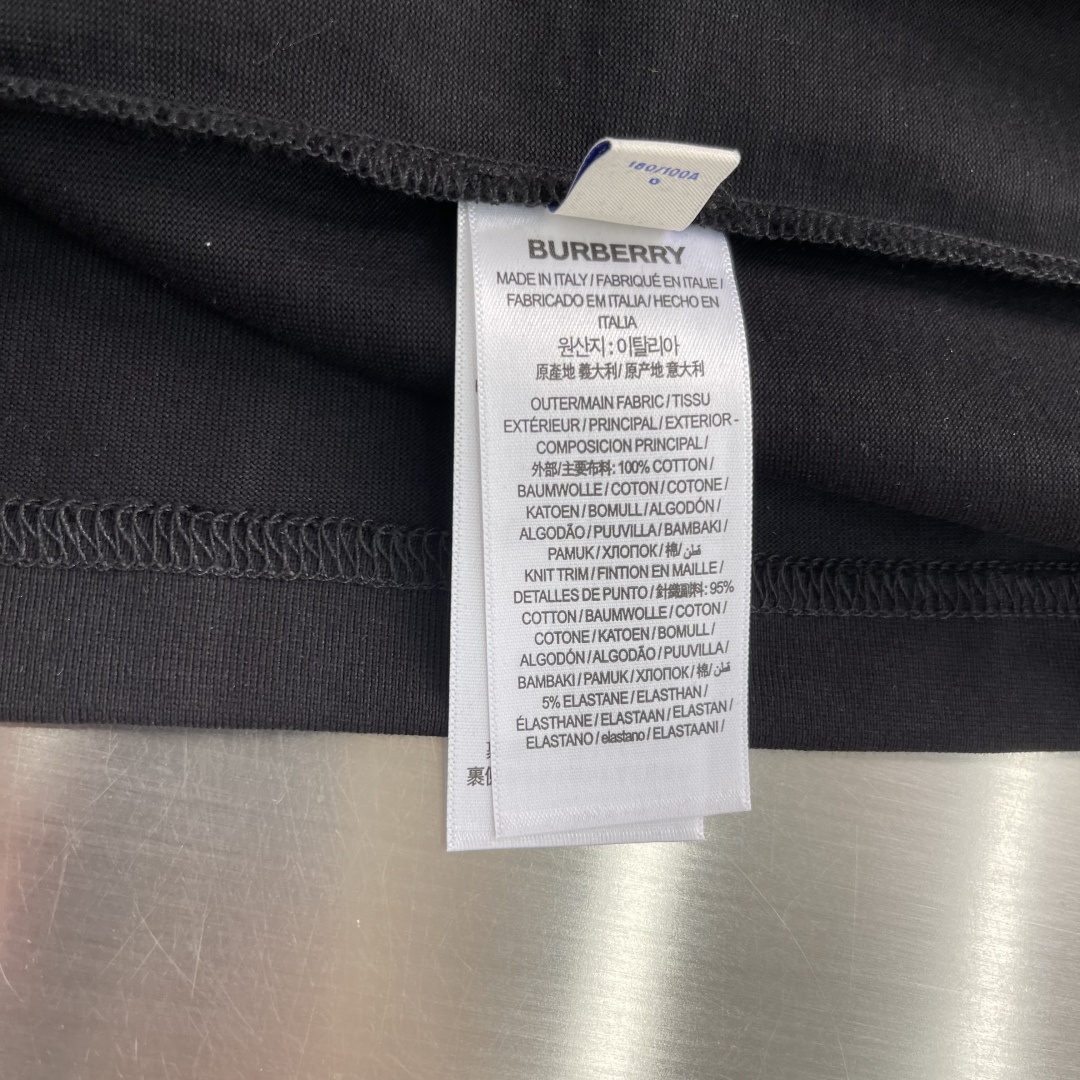 180/100A
BURBERRY
MADE IN ITALY / FABRIQUÉ EN ITALIE /
FABRICADO EM ITALIA / HECHO EN
ITALIA
원산지 : 이탈리아
原產地 義大利/ 原产地 意大利
OUTER/MAIN FABRIC / TISSU
EXTÉRIEUR / PRINCIPAL / EXTERIOR -
COMPOSICION PRINCIPAL /
外部/主要布料: 100% COTTON /
BAUMWOLLE / COTON / COTONE /
KATOEN / BOMULL / ALGODÓN /
ALGODÃO / PUUVILLA / BAMBAKI /
PAMUK / ХЛОПОК / 棉/ قطن
KNIT TRIM / FINTION EN MAILLE /
DETALLES DE PUNTO / 針織副料: 95%
COTTON / BAUMWOLLE / COTON /
COTONE / KATOEN / BOMULL /
ALGODÓN / ALGODÃO / PUUVILLA /
BAMBAKI / PAMUK / ХЛОПОК / 棉/ قطن
5% ELASTANE / ELASTHAN /
ÉLASTHANE / ELASTAAN / ELASTAN /
ELASTANO / elastano / ELASTAANI /
裹